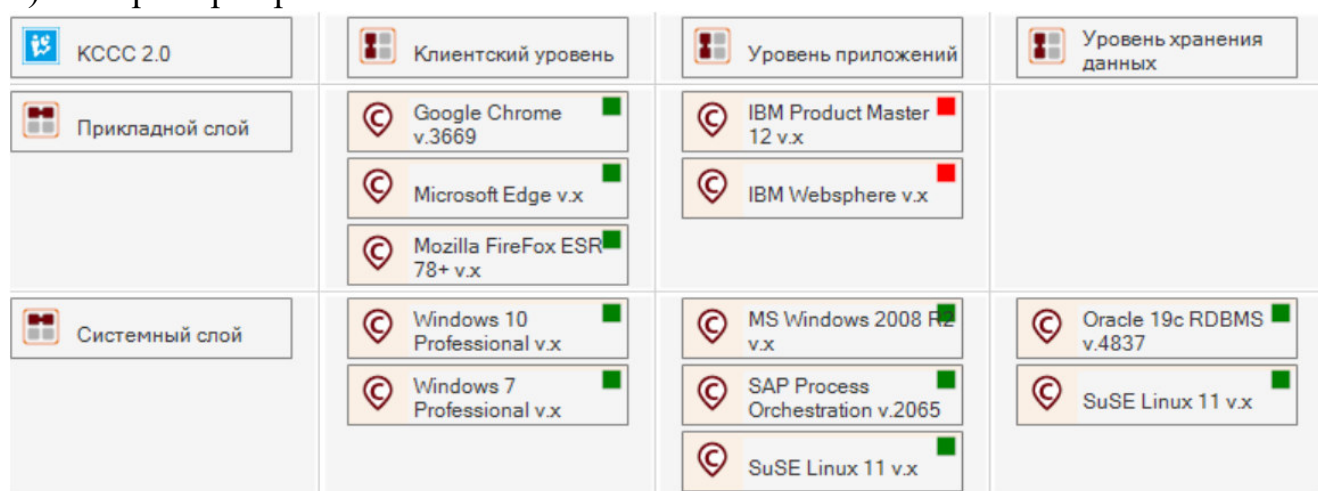 КССС 2.0
Клиентский уровень
Уровень приложений
Уровень хранения
данных
Прикладной слой
Google Chrome
v.3669
IBM Product Master
12 v.x
Microsoft Edge v.x
IBM Websphere v.x
Mozilla FireFox ESR
78+ v.x
Системный слой
Windows 10
Professional v.x
MS Windows 2008 R2
v.x
Oracle 19c RDBMS
v.4837
Windows 7
Professional v.x
SAP Process
Orchestration v.2065
SuSE Linux 11 v.x
SuSE Linux 11 v.x